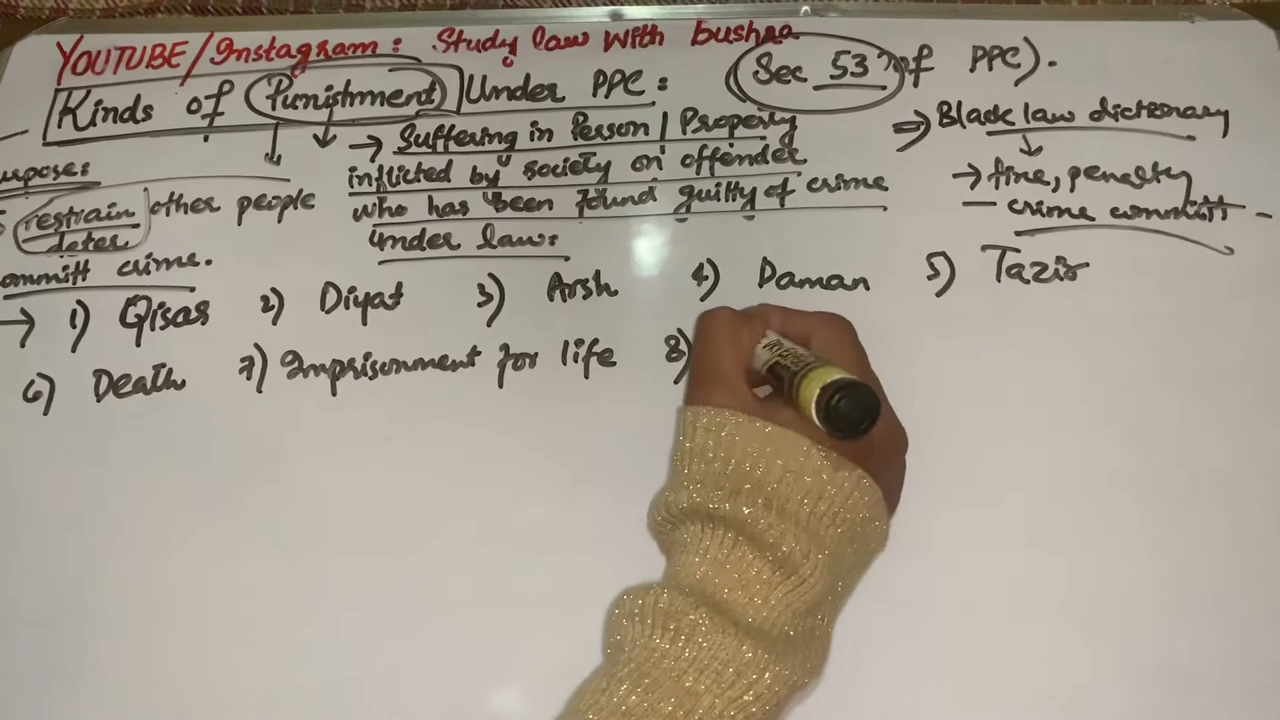 YOUTUBE/Instagram: Study law with bushra
Kinds of Punishment Under PPC: (Sec 53 of PPC).
→ Suffering in Person / Property
inflicted by society on offender
who has been found guilty of crime
under law:
⇒ Black law dictionary
→ fine, penalty
— crime committ -
urpose:
restrain other people
deter
ommitt crime.
→ 1) Qisas 2) Diyat 3) Arsh 4) Daman 5) Tazir
6) Death 7) Imprisonment for life 8)